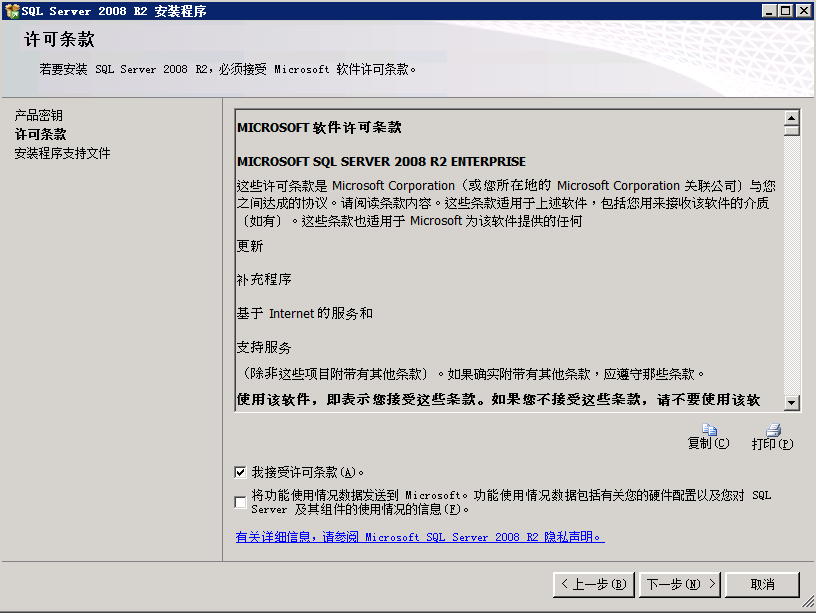 SQL Server 2008 R2 安装程序
许可条款
若要安装 SQL Server 2008 R2，必须接受 Microsoft 软件许可条款。
产品密钥
许可条款
安装程序支持文件
MICROSOFT 软件许可条款
MICROSOFT SQL SERVER 2008 R2 ENTERPRISE
这些许可条款是 Microsoft Corporation（或您所在地的 Microsoft Corporation 关联公司）与您
之间达成的协议。请阅读条款内容。这些条款适用于上述软件，包括您用来接收该软件的介质
（如有）。这些条款也适用于 Microsoft 为该软件提供的任何
更新
补充程序
基于 Internet 的服务和
支持服务
（除非这些项目附带有其他条款）。如果确实附带有其他条款，应遵守那些条款。
使用该软件，即表示您接受这些条款。如果您不接受这些条款，请不要使用该软
复制(C)
打印(P)
我接受许可条款(A)。
将功能使用情况数据发送到 Microsoft。功能使用情况数据包括有关您的硬件配置以及您对 SQL
Server 及其组件的使用情况的信息(F)。
有关详细信息，请参阅 Microsoft SQL Server 2008 R2 隐私声明。
< 上一步(B)
下一步(N) >
取消